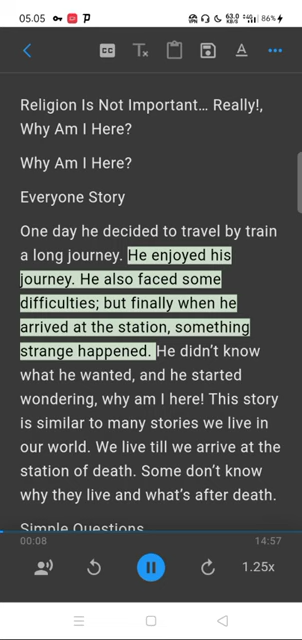 05.05
63.0
KB/S
86%
CC
A
Religion Is Not Important... Really!,
Why Am I Here?
Why Am I Here?
Everyone Story
One day he decided to travel by train
a long journey. He enjoyed his
journey. He also faced some
difficulties; but finally when he
arrived at the station, something
strange happened. He didn't know
what he wanted, and he started
wondering, why am I here! This story
is similar to many stories we live in
our world. We live till we arrive at the
station of death. Some don't know
why they live and what's after death.
Simple Questions
00:08
14:57
1.25x